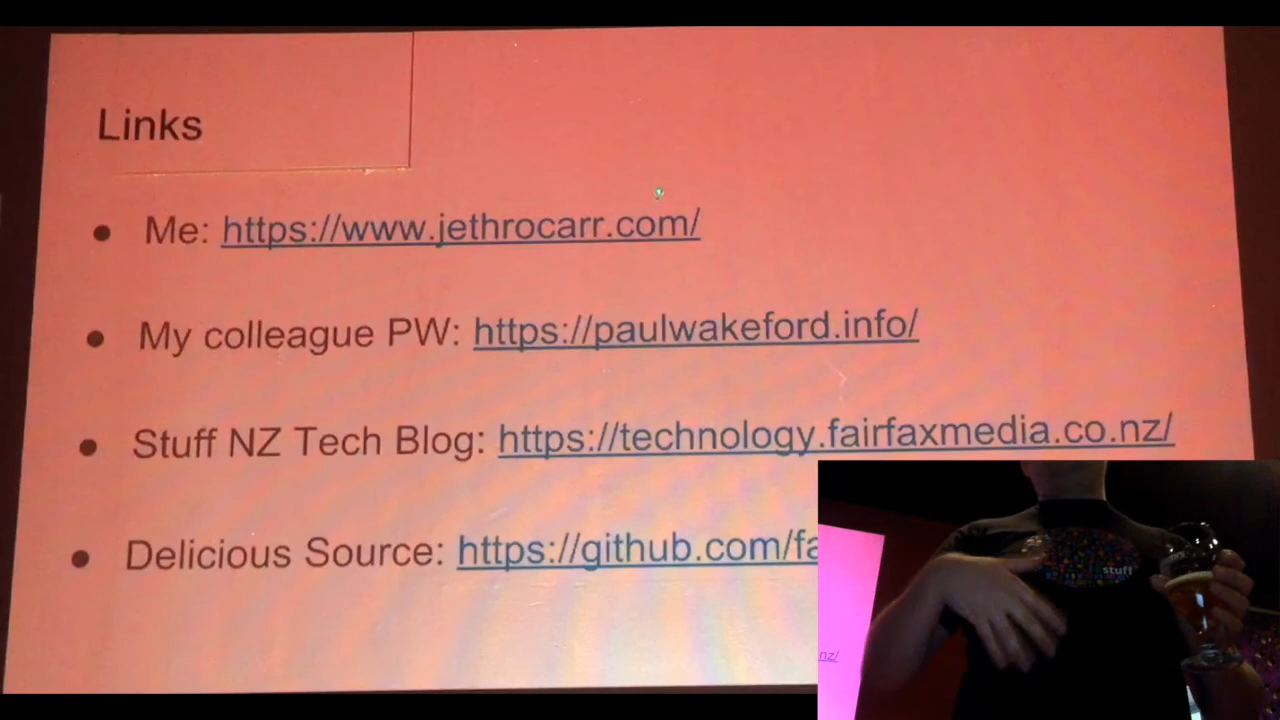 Links
● Me: https://www.jethrocarr.com/
● My colleague PW: https://paulwakeford.info/
● Stuff NZ Tech Blog: https://technology.fairfaxmedia.co.nz/
● Delicious Source: https://github.com/fa
stuff
nz/